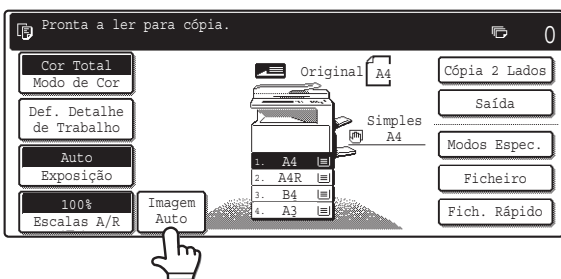 Pronta a ler para cópia.
0
Cor Total
Modo de Cor
Def. Detalhe
de Trabalho
Auto
Exposição
100%
Escalas A/R
Imagem
Auto
Original
A4
Simples
A4
1. A4
2. A4R
3. B4
4. A3
Cópia 2 Lados
Saída
Modos Espec.
Ficheiro
Fich. Rápido